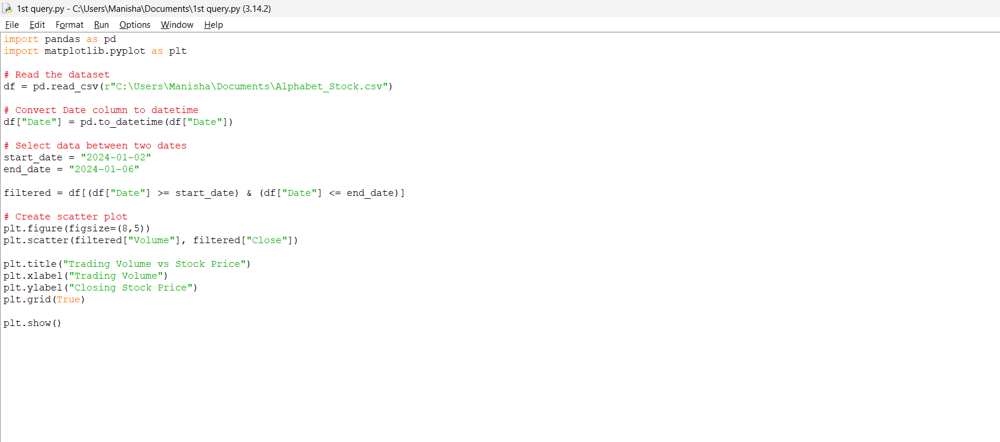 1st query.py - C:\Users\Manisha\Documents\1st query.py (3.14.2)
File Edit Format Run Options Window Help
import pandas as pd
import matplotlib.pyplot as plt
# Read the dataset
df = pd.read_csv(r"C:\Users\Manisha\Documents\Alphabet_Stock.csv")
# Convert Date column to datetime
df["Date"] = pd.to_datetime(df["Date"])
# Select data between two dates
start_date = "2024-01-02"
end_date = "2024-01-06"
filtered = df[(df["Date"] >= start_date) & (df["Date"] <= end_date)]
# Create scatter plot
plt.figure(figsize=(8,5))
plt.scatter(filtered["Volume"], filtered["Close"])
plt.title("Trading Volume vs Stock Price")
plt.xlabel("Trading Volume")
plt.ylabel("Closing Stock Price")
plt.grid(True)
plt.show()